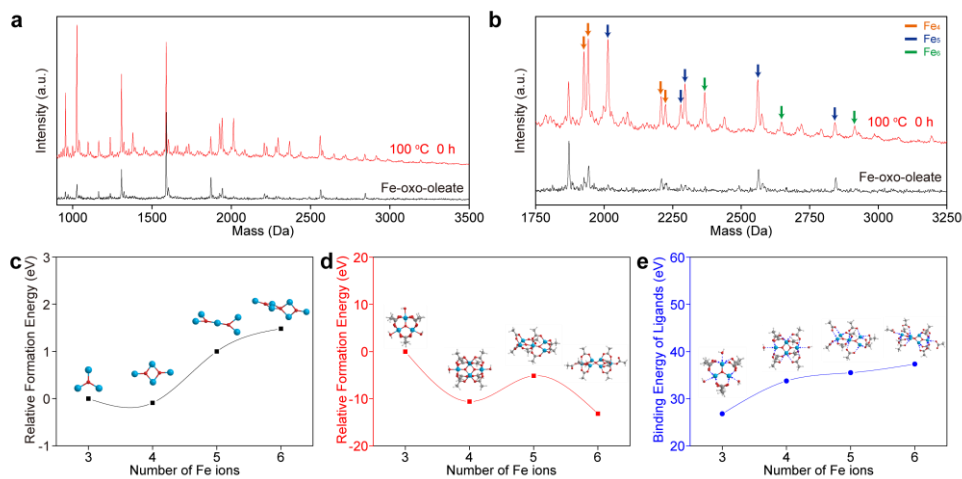 a
Intensity (a.u.)
100 °C 0 h
Fe-oxo-oleate
1000 1500 2000 2500 3000 3500
Mass (Da)
b
Intensity (a.u.)
Fe₄
Fe₅
Fe₆
100 °C 0 h
Fe-oxo-oleate
1750 2000 2250 2500 2750 3000 3250
Mass (Da)
c
Relative Formation Energy (eV)
3
2
1
0
-1
3 4 5 6
Number of Fe ions
d
Relative Formation Energy (eV)
20
10
0
-10
-20
3 4 5 6
Number of Fe ions
e
Binding Energy of Ligands (eV)
60
50
40
30
20
3 4 5 6
Number of Fe ions